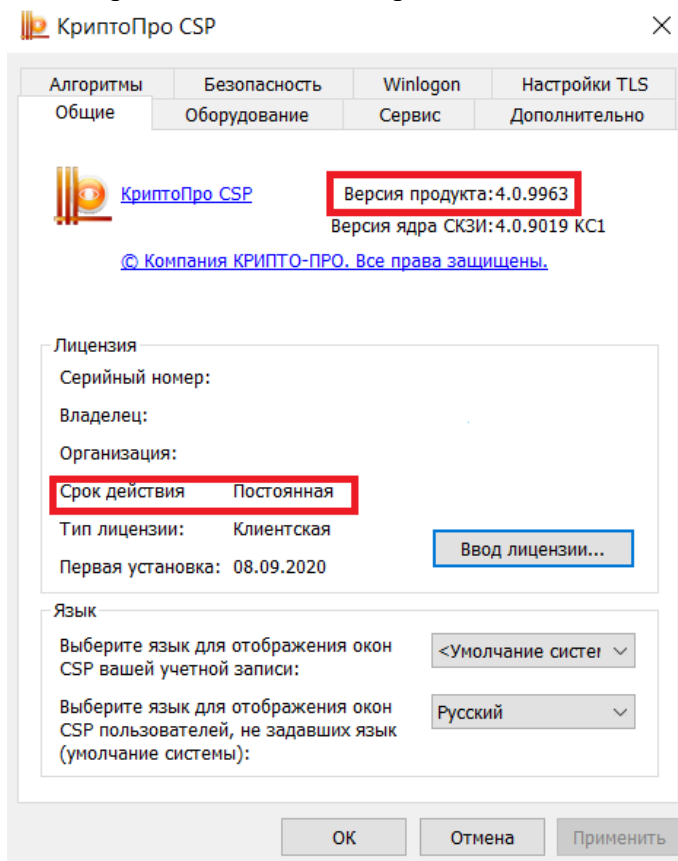 КриптоПро CSP
Алгоритмы Безопасность Winlogon Настройки TLS
Общие Оборудование Сервис Дополнительно
КриптоПро CSP Версия продукта:4.0.9963
Версия ядра СКЗИ:4.0.9019 КС1
© Компания КРИПТО-ПРО. Все права защищены.
Лицензия
Серийный номер:
Владелец:
Организация:
Срок действия Постоянная
Тип лицензии: Клиентская
Ввод лицензии...
Первая установка: 08.09.2020
Язык
Выберите язык для отображения окон
CSP вашей учетной записи:
<Умолчание систе
Выберите язык для отображения окон
CSP пользователей, не задавших язык
(умолчание системы):
Русский
ОК Отмена Применить